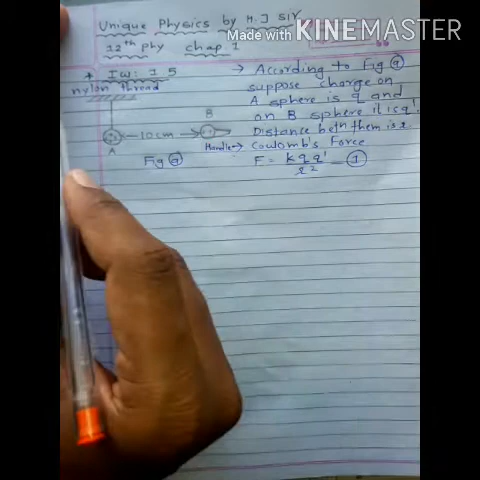 Unique Physics by H.J Sir
Made with KINEMASTER
12th phy chap. 1
* IW: 1.5
nylon thread
B
10cm
A
Handle
Fig ⓐ
→ According to Fig ⓐ
suppose charge on
A sphere is q and
on B sphere it is q'.
Distance betn them is r.
Coulomb's Force
F = kqq' / r² — ①